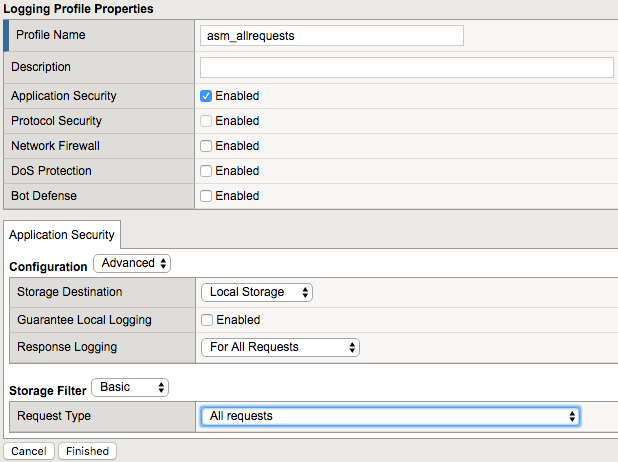 Logging Profile Properties
Profile Name asm_allrequests
Description
Application Security Enabled
Protocol Security Enabled
Network Firewall Enabled
DoS Protection Enabled
Bot Defense Enabled
Application Security
Configuration Advanced
Storage Destination Local Storage
Guarantee Local Logging Enabled
Response Logging For All Requests
Storage Filter Basic
Request Type All requests
Cancel Finished